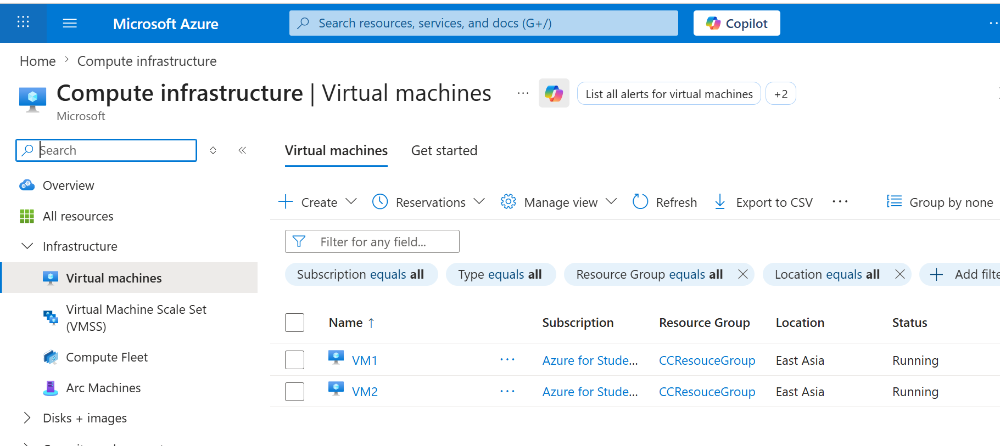 Microsoft Azure
Search resources, services, and docs (G+/)
Copilot
Home > Compute infrastructure
Compute infrastructure | Virtual machines
Microsoft
List all alerts for virtual machines
+2
Search
Overview
All resources
Infrastructure
Virtual machines
Virtual Machine Scale Set
(VMSS)
Compute Fleet
Arc Machines
Disks + images
Virtual machines Get started
Create Reservations Manage view Refresh Export to CSV Group by none
Filter for any field...
Subscription equals all Type equals all Resource Group equals all Location equals all Add
Name ↑ Subscription Resource Group Location Status
VM1 Azure for Stude... CCResouceGroup East Asia Running
VM2 Azure for Stude... CCResouceGroup East Asia Running